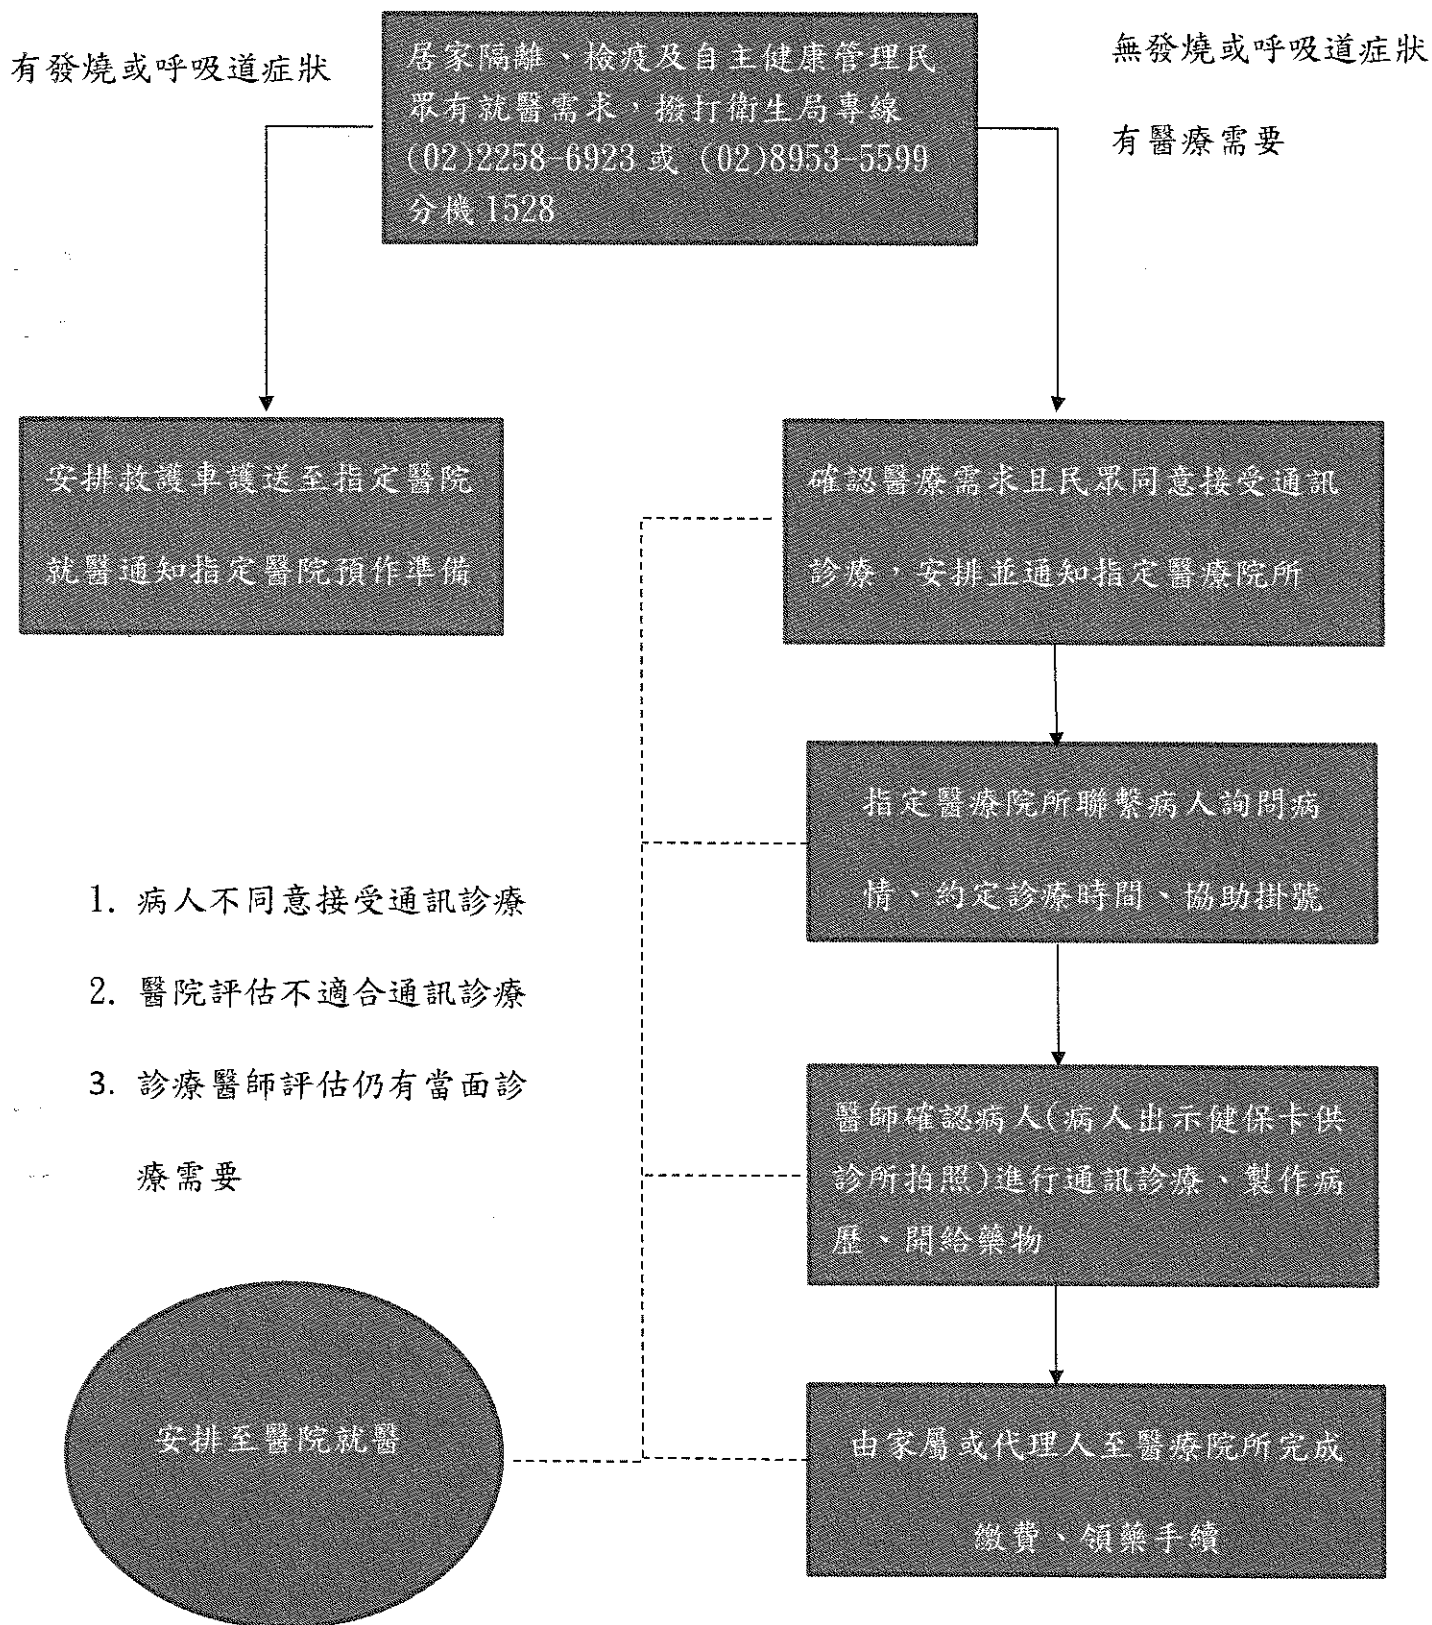 有發燒或呼吸道症狀
居家隔離、檢疫及自主健康管理民
眾有就醫需求，撥打衛生局專線
(02)2258-6923 或 (02)8953-5599
分機 1528
無發燒或呼吸道症狀
有醫療需要
安排救護車護送至指定醫院
就醫通知指定醫院預作準備
確認醫療需求且民眾同意接受通訊
診療，安排並通知指定醫療院所
指定醫療院所聯繫病人詢問病
情、約定診療時間、協助掛號
1. 病人不同意接受通訊診療
2. 醫院評估不適合通訊診療
3. 診療醫師評估仍有當面診
療需要
醫師確認病人(病人出示健保卡供
診所拍照)進行通訊診療、製作病
歷、開給藥物
安排至醫院就醫
由家屬或代理人至醫療院所完成
繳費、領藥手續